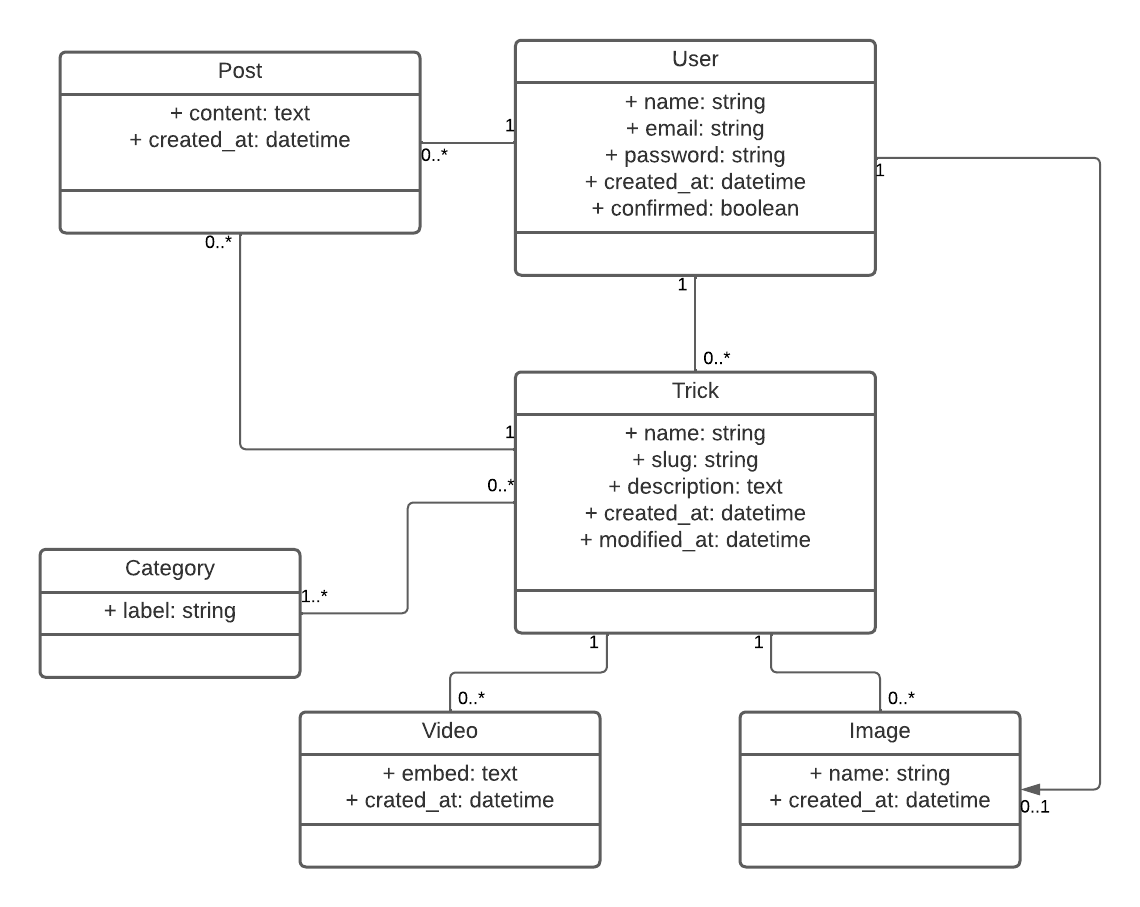 Post
+ content: text
+ created_at: datetime
User
+ name: string
+ email: string
+ password: string
+ created_at: datetime
+ confirmed: boolean
1
0..*
1
0..*
1
0..*
Trick
+ name: string
+ slug: string
+ description: text
+ created_at: datetime
+ modified_at: datetime
1
0..*
Category
+ label: string
1..*
1
1
0..*
0..*
Video
+ embed: text
+ crated_at: datetime
Image
+ name: string
+ created_at: datetime
0..1